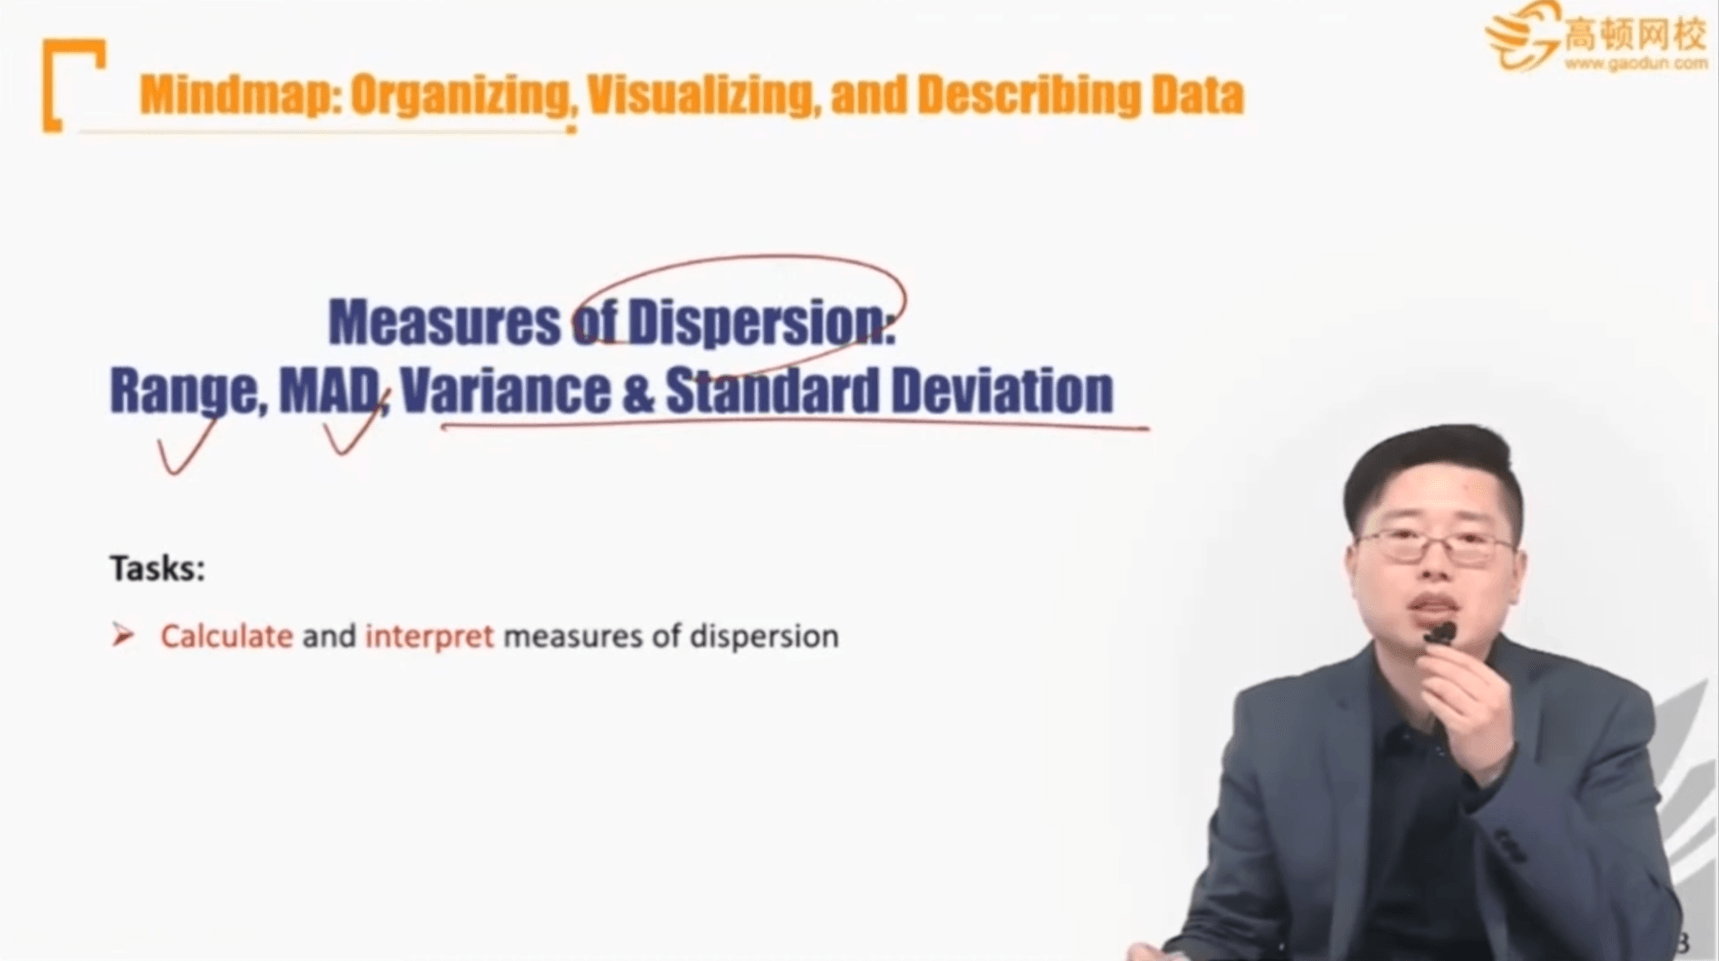 高顿网校
www.gaodun.com
Mindmap: Organizing, Visualizing, and Describing Data
Measures of Dispersion:
Range, MAD, Variance & Standard Deviation
Tasks:
Calculate and interpret measures of dispersion
3